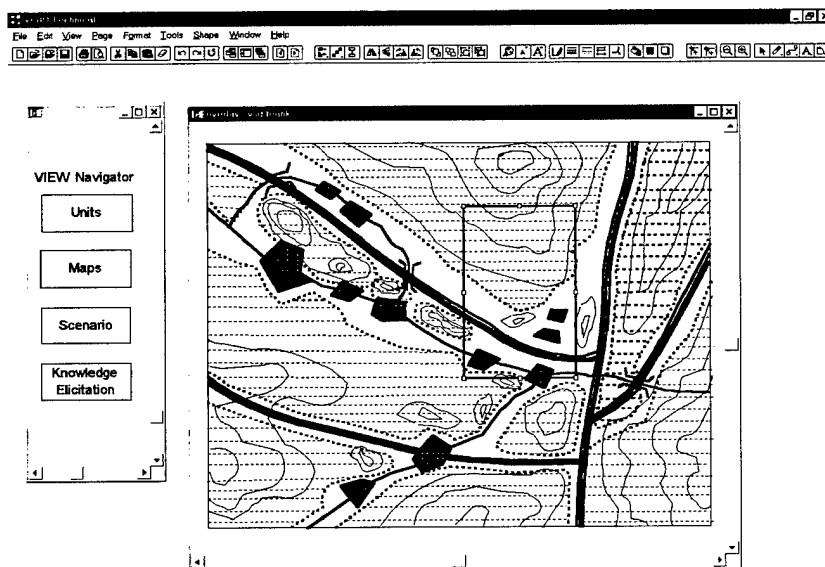 File Edit View Page Format Tools Shape Window Help
VIEW Navigator
Units
Maps
Scenario
Knowledge
Elicitation